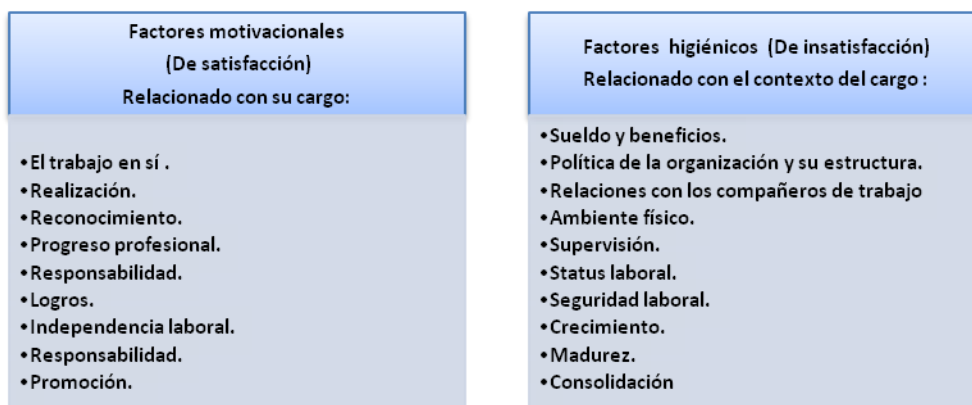 Factores motivacionales
(De satisfacción)
Relacionado con su cargo:
•El trabajo en sí .
•Realización.
•Reconocimiento.
•Progreso profesional.
•Responsabilidad.
•Logros.
•Independencia laboral.
•Responsabilidad.
•Promoción.
Factores higiénicos (De insatisfacción)
Relacionado con el contexto del cargo :
•Sueldo y beneficios.
•Política de la organización y su estructura.
•Relaciones con los compañeros de trabajo
•Ambiente físico.
•Supervisión.
•Status laboral.
•Seguridad laboral.
•Crecimiento.
•Madurez.
•Consolidación